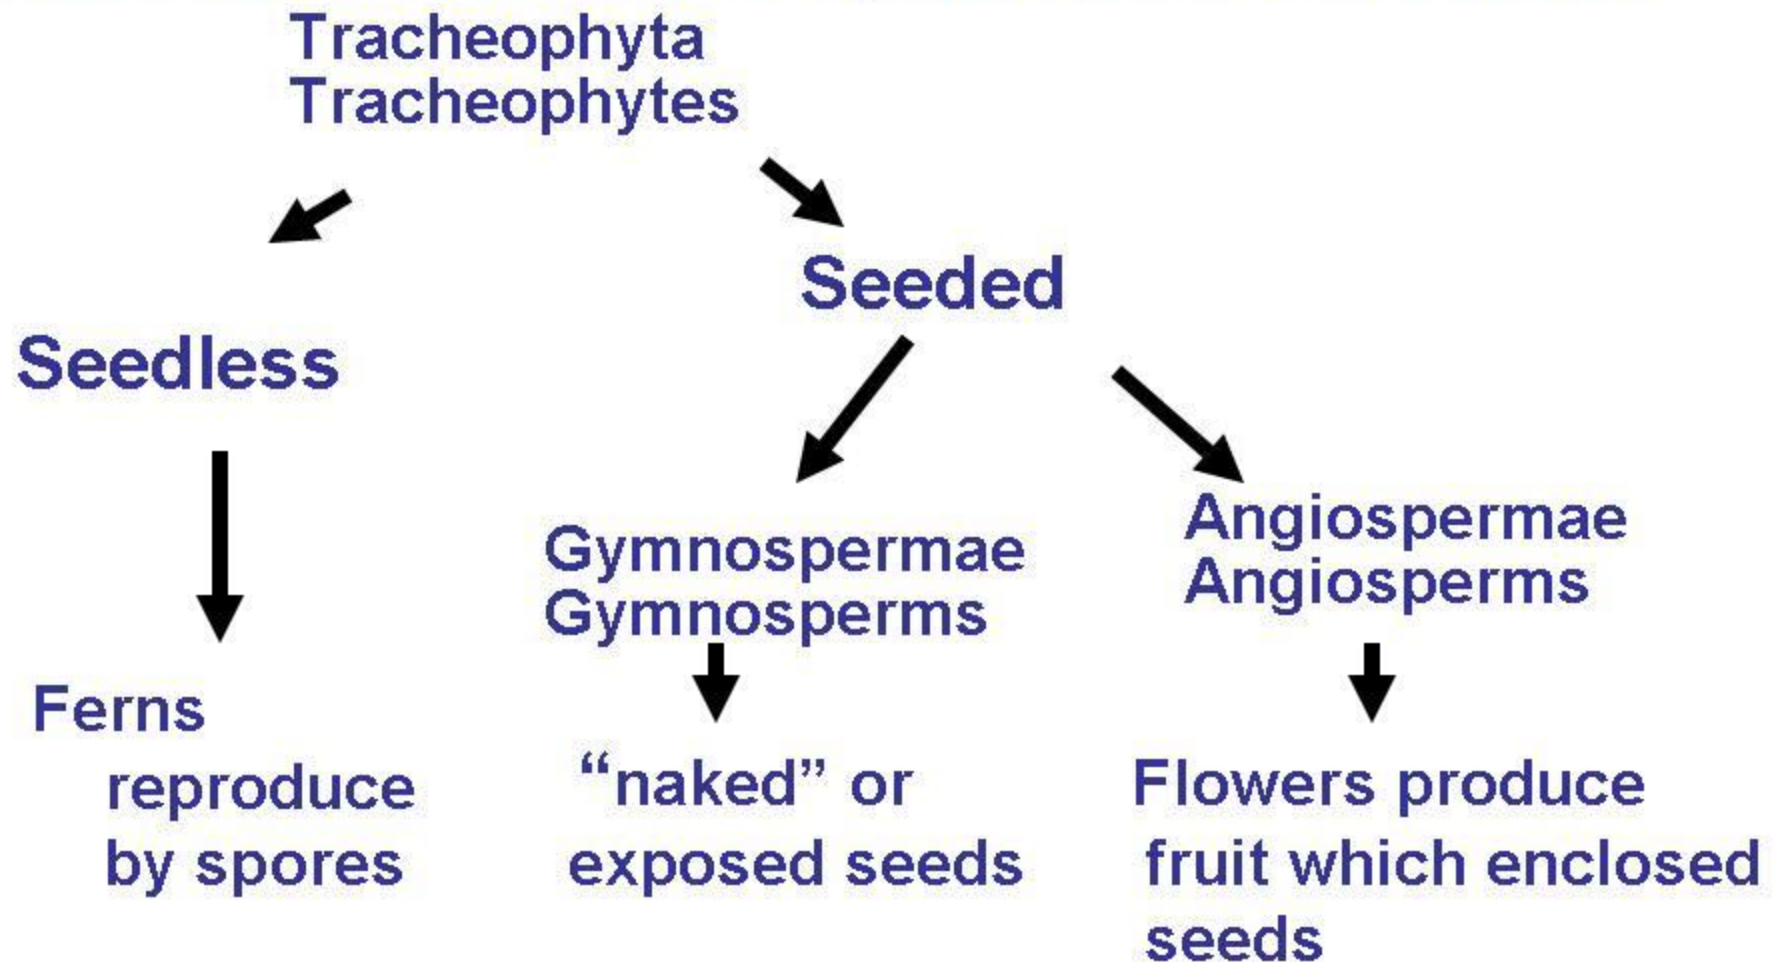 Tracheophyta
Tracheophytes
Seeded
Seedless
Gymnospermae
Gymnosperms
Angiospermae
Angiosperms
Ferns
reproduce
by spores
“naked” or
exposed seeds
Flowers produce
fruit which enclosed
seeds